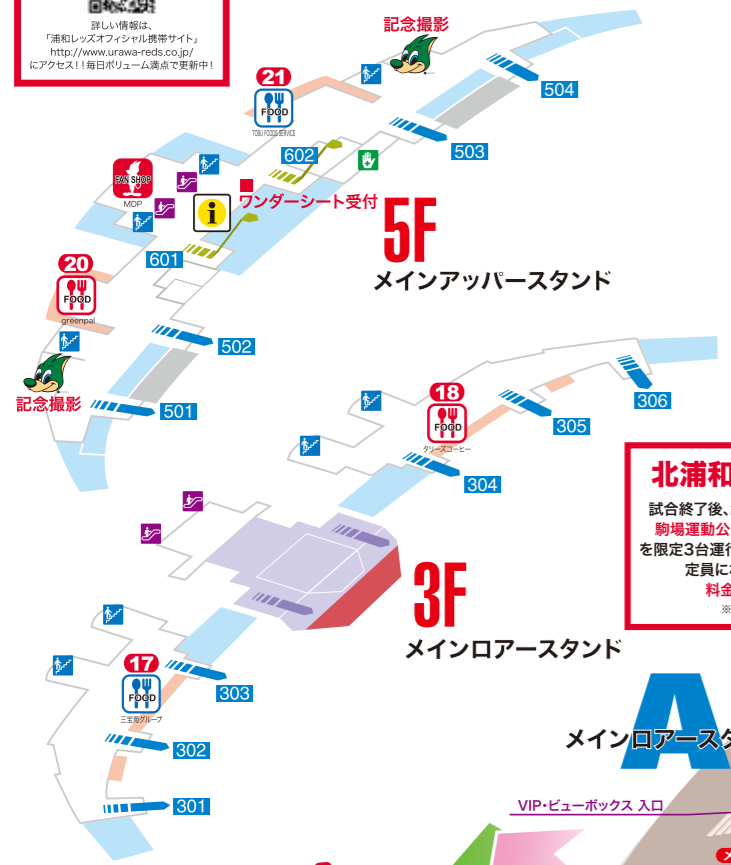 詳しい情報は、
「浦和レッズオフィシャル携帯サイト」
http://www.urawa-reds.co.jp/
にアクセス!!毎日ボリューム満点で更新中!
記念撮影
504
21
FOOD
TOBU FOODS SERVICE
503
602
FAN SHOP
MDP
i
ワンダーシート受付
5F
メインアッパースタンド
601
20
FOOD
greenpal
502
記念撮影
501
306
18
FOOD
タリーズコーヒー
305
304
北浦和
試合終了後、
駒場運動公
を限定3台運行
定員に
料金
※
3F
メインロアースタンド
17
FOOD
303
302
301
A
メインロアースタ
VIP・ビューボックス 入口